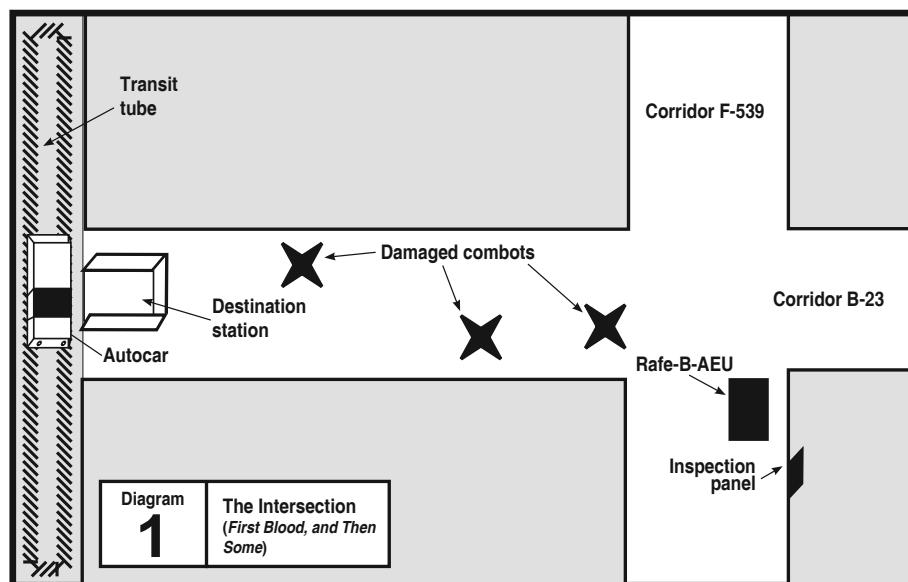 Transit
tube
Corridor F-539
Damaged combots
Destination
station
Corridor B-23
Autocar
Rafe-B-AEU
Inspection
panel
Diagram
1
The Intersection
(First Blood, and Then
Some)